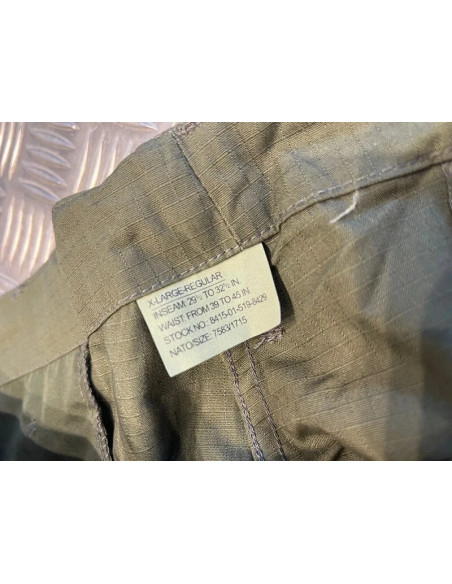 X-LARGE-REGULAR
INSEAM: 29½ TO 32½ IN.
WAIST: FROM 39 TO 45 IN.
STOCK NO.: 8415-01-519-8429
NATO/SIZE: 7583/1715